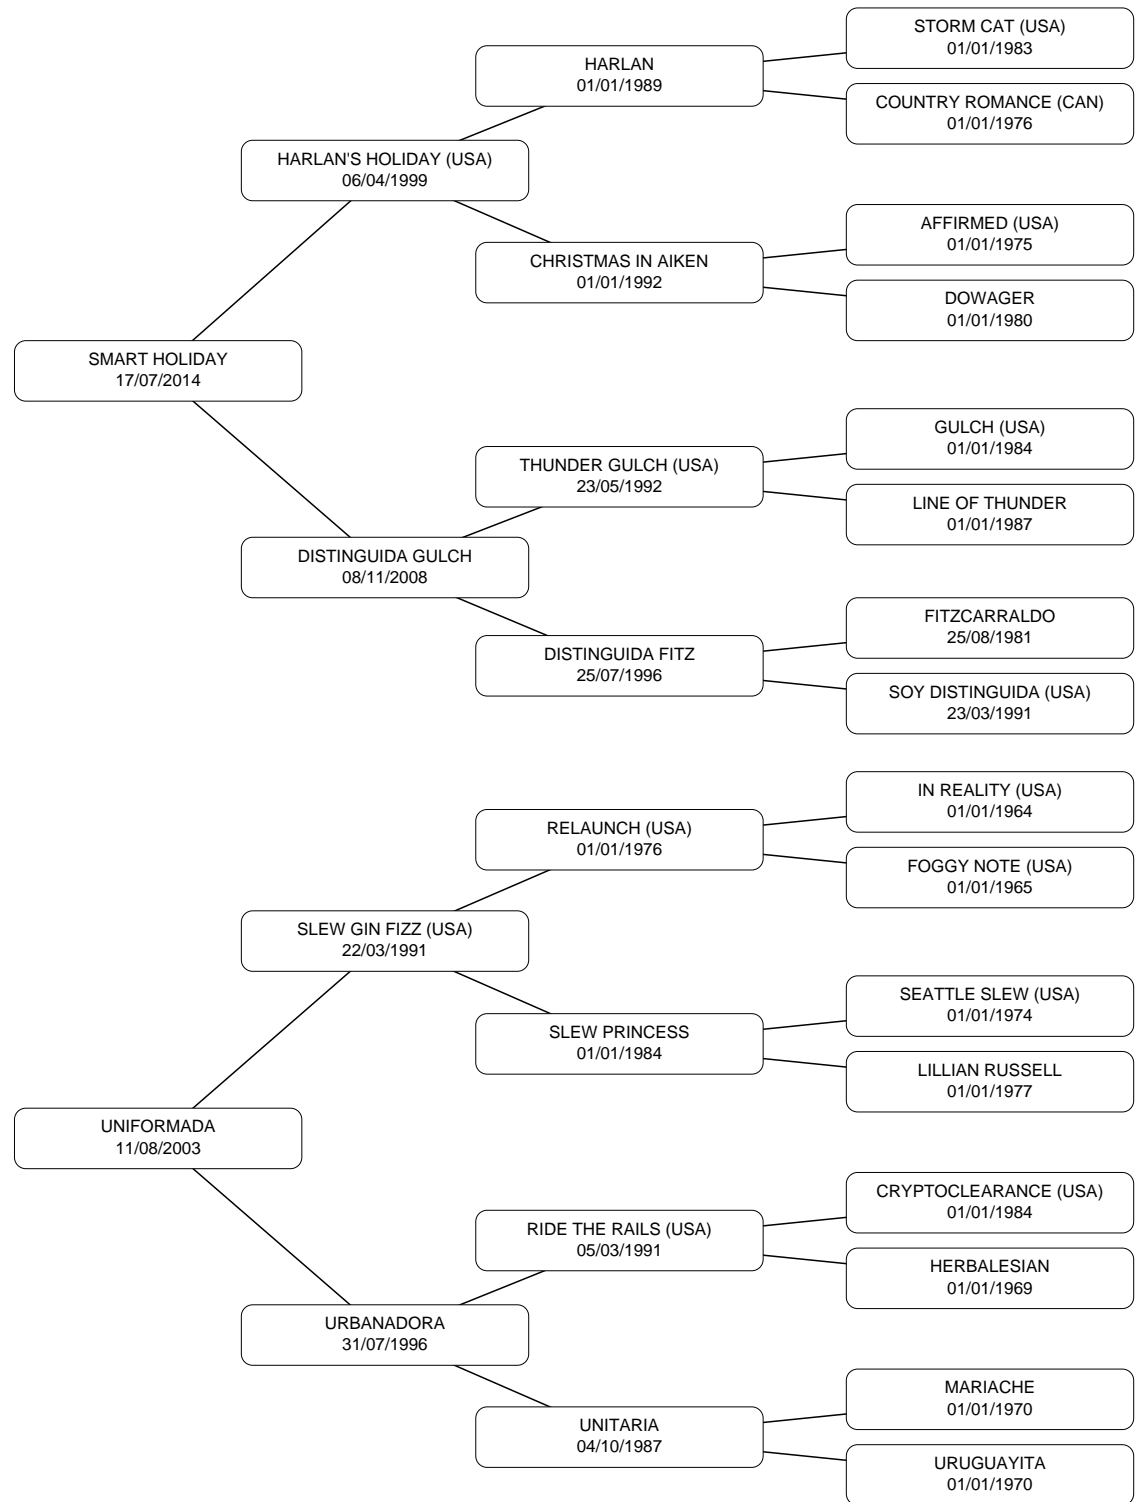 STORM CAT (USA)
01/01/1983
HARLAN
01/01/1989
COUNTRY ROMANCE (CAN)
01/01/1976
HARLAN'S HOLIDAY (USA)
06/04/1999
AFFIRMED (USA)
01/01/1975
CHRISTMAS IN AIKEN
01/01/1992
DOWAGER
01/01/1980
SMART HOLIDAY
17/07/2014
GULCH (USA)
01/01/1984
THUNDER GULCH (USA)
23/05/1992
LINE OF THUNDER
01/01/1987
DISTINGUIDA GULCH
08/11/2008
FITZCARRALDO
25/08/1981
DISTINGUIDA FITZ
25/07/1996
SOY DISTINGUIDA (USA)
23/03/1991
IN REALITY (USA)
01/01/1964
RELAUNCH (USA)
01/01/1976
FOGGY NOTE (USA)
01/01/1965
SLEW GIN FIZZ (USA)
22/03/1991
SEATTLE SLEW (USA)
01/01/1974
SLEW PRINCESS
01/01/1984
LILLIAN RUSSELL
01/01/1977
UNIFORMADA
11/08/2003
CRYPTOCLEARANCE (USA)
01/01/1984
RIDE THE RAILS (USA)
05/03/1991
HERBALESIAN
01/01/1969
URBANADORA
31/07/1996
MARIACHE
01/01/1970
UNITARIA
04/10/1987
URUGUAYITA
01/01/1970